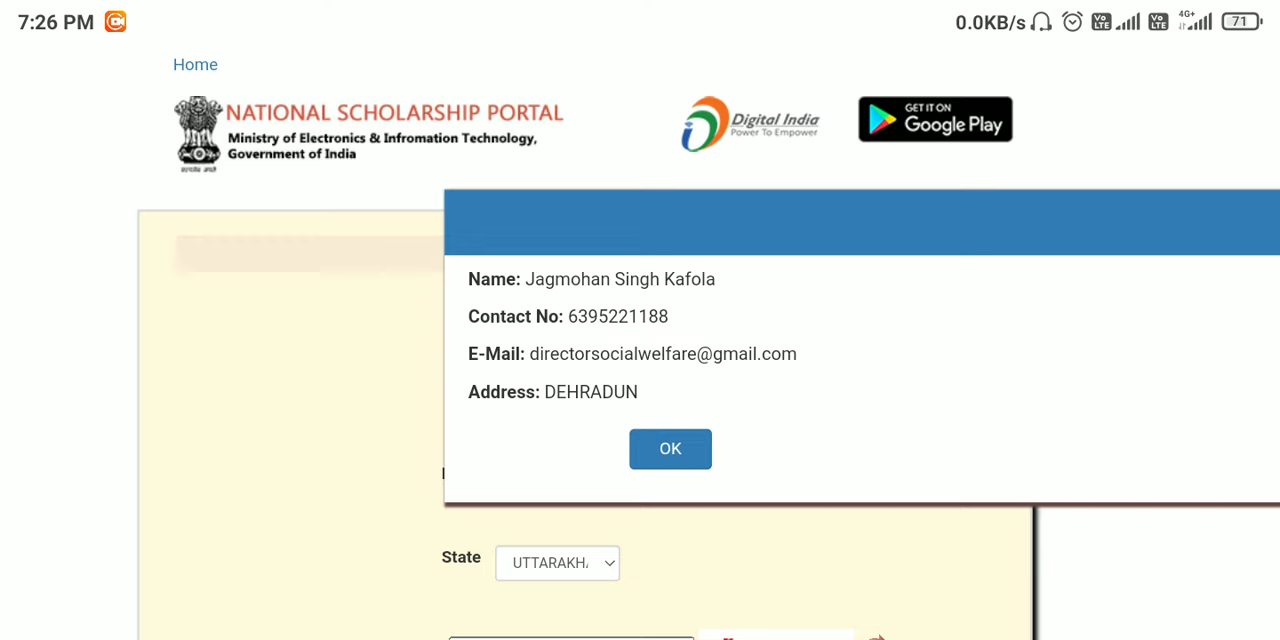 7:26 PM
0.0KB/s Vo LTE Vo LTE 4G+ 71
Home
NATIONAL SCHOLARSHIP PORTAL
Ministry of Electronics & Infromation Technology,
Government of India
Digital India
Power To Empower
GET IT ON
Google Play
Name: Jagmohan Singh Kafola
Contact No: 6395221188
E-Mail: directorsocialwelfare@gmail.com
Address: DEHRADUN
OK
State UTTARAKH